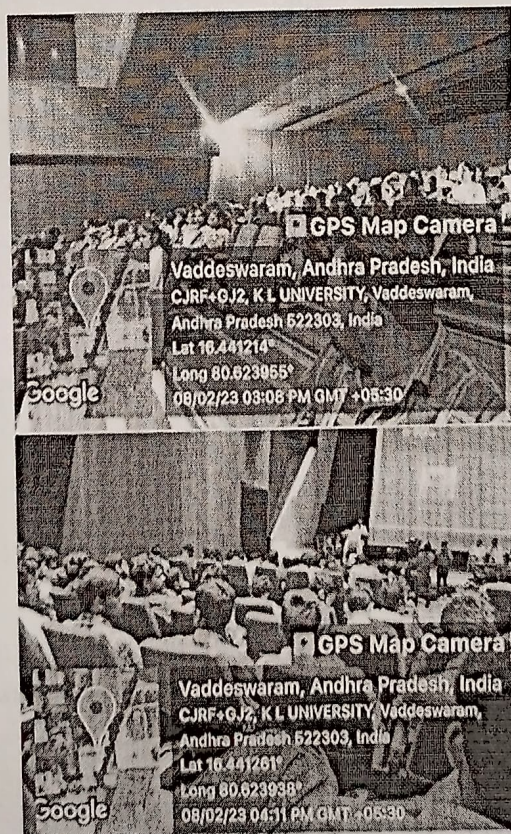 GPS Map Camera
Vaddeswaram, Andhra Pradesh, India
CJRF+GJ2, K L UNIVERSITY, Vaddeswaram,
Andhra Pradesh 522303, India
Lat 16.441214°
Long 80.623955°
08/02/23 03:06 PM GMT +05:30
Google
GPS Map Camera
Vaddeswaram, Andhra Pradesh, India
CJRF+GJ2, K L UNIVERSITY, Vaddeswaram,
Andhra Pradesh 522303, India
Lat 16.441261°
Long 80.623938°
08/02/23 04:11 PM GMT +05:30
Google